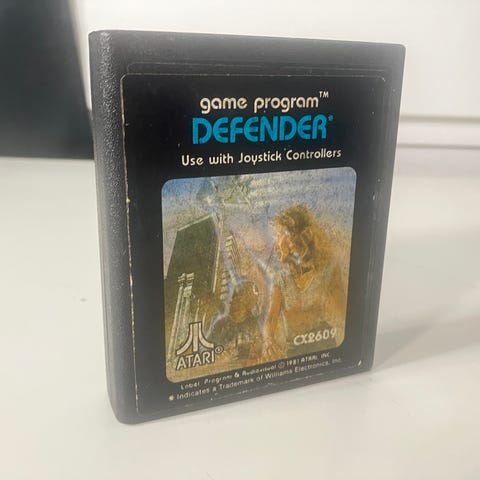 game program™
DEFENDER*
Use with Joystick Controllers
CX2609
ATARI®
Label, Program & Audiovisual © 1981 ATARI, INC.
* Indicates a Trademark of Williams Electronics, Inc.